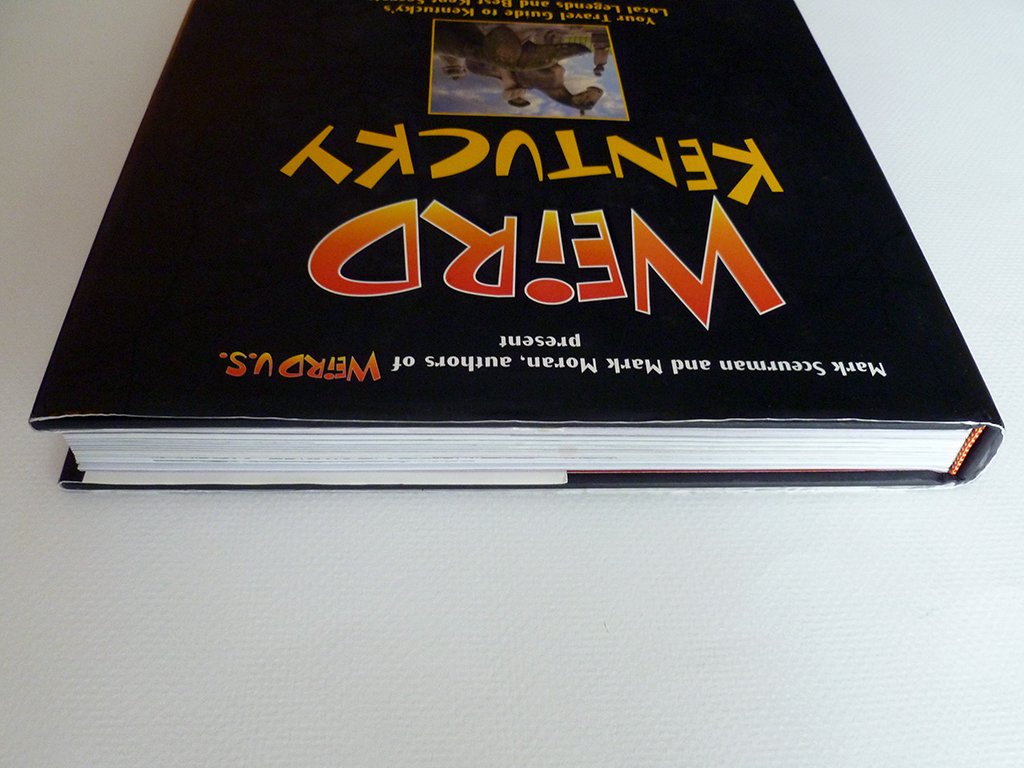 Mark Sceurman and Mark Moran, authors of WEIRD U.S.
present
WEIRD
KENTUCKY
Your Travel Guide to Kentucky's
Local Legends and Best Kept